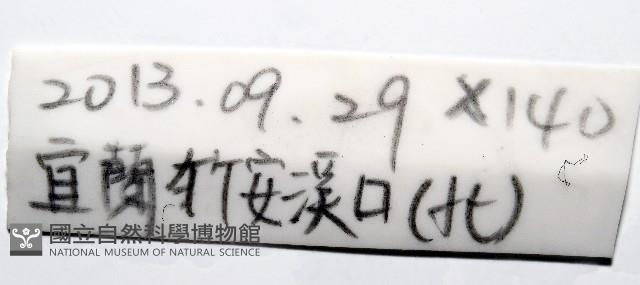 2013.09.29 X140
宜蘭竹安溪口(北)
國立自然科學博物館
NATIONAL MUSEUM OF NATURAL SCIENCE